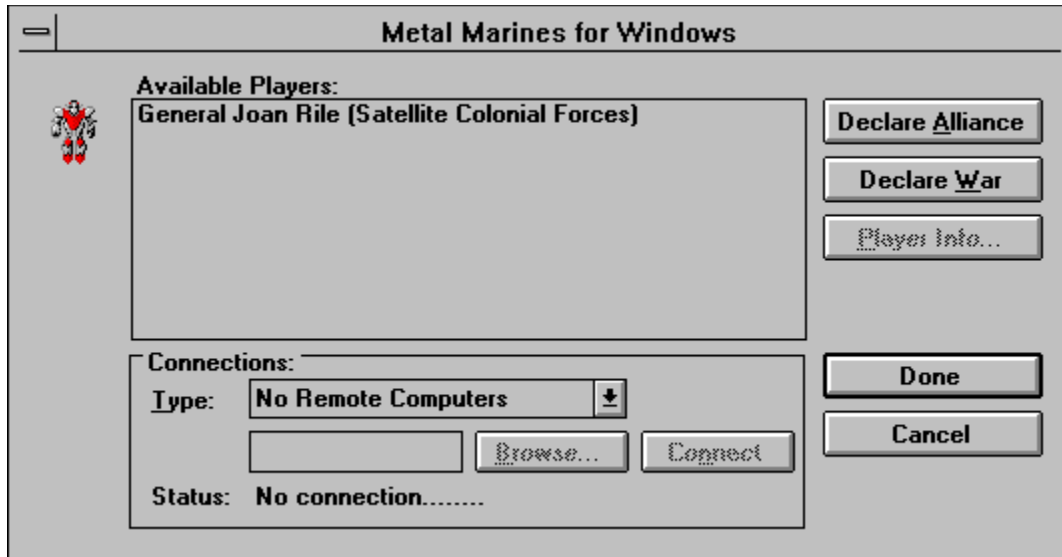 Metal Marines for Windows
Available Players:
General Joan Rile (Satellite Colonial Forces)
Declare Alliance
Declare War
Player Info...
Connections:
Type: No Remote Computers
Browse... Connect
Status: No connection........
Done
Cancel